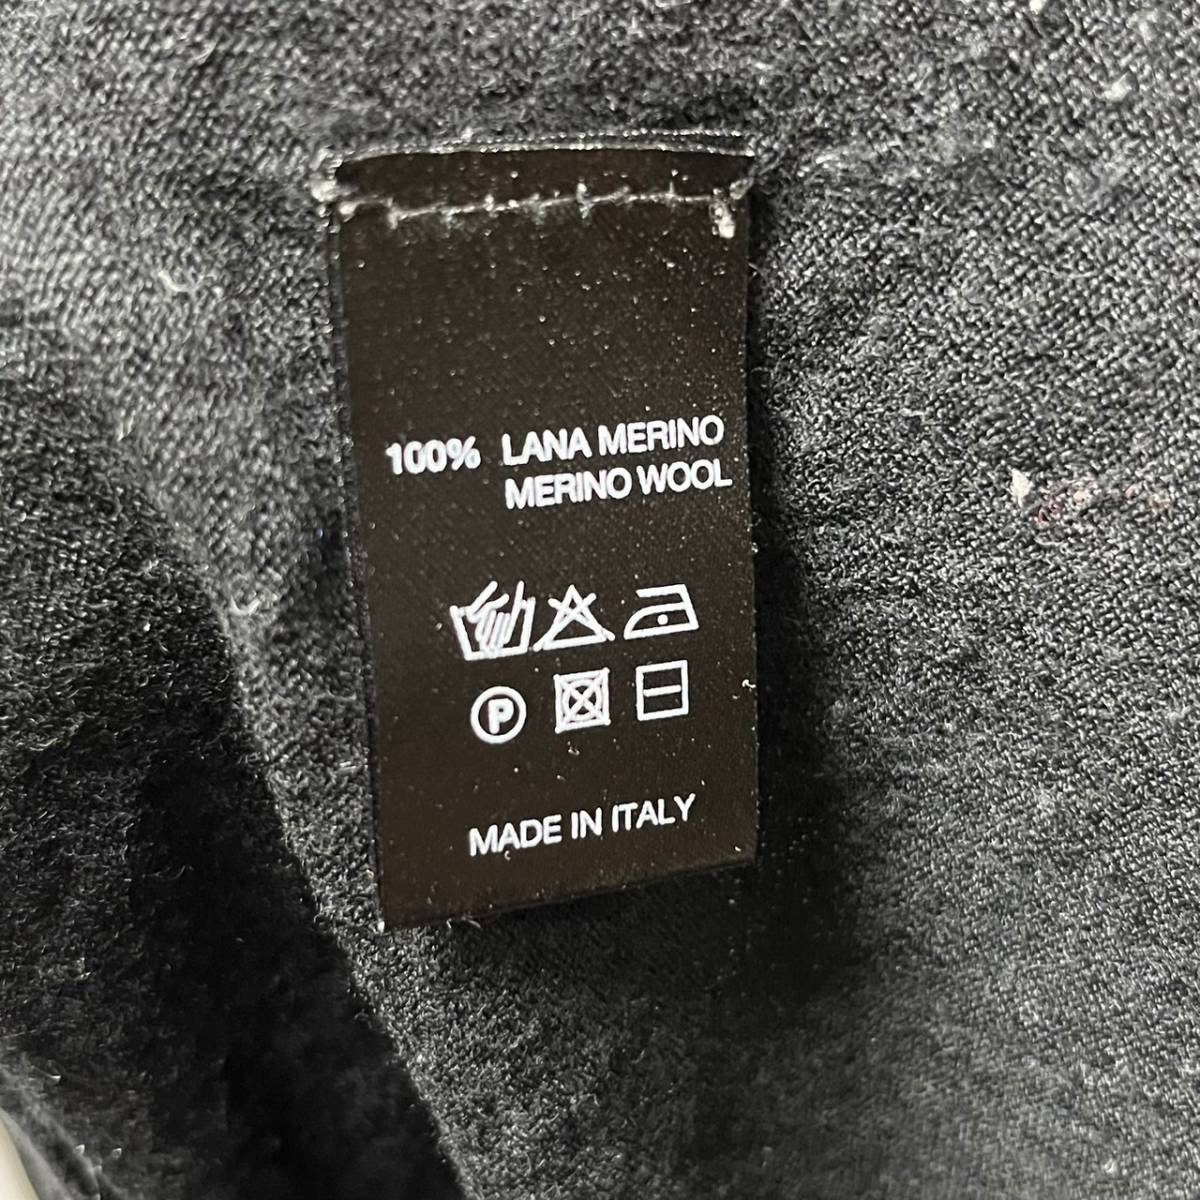 100% LANA MERINO
MERINO WOOL
P
MADE IN ITALY